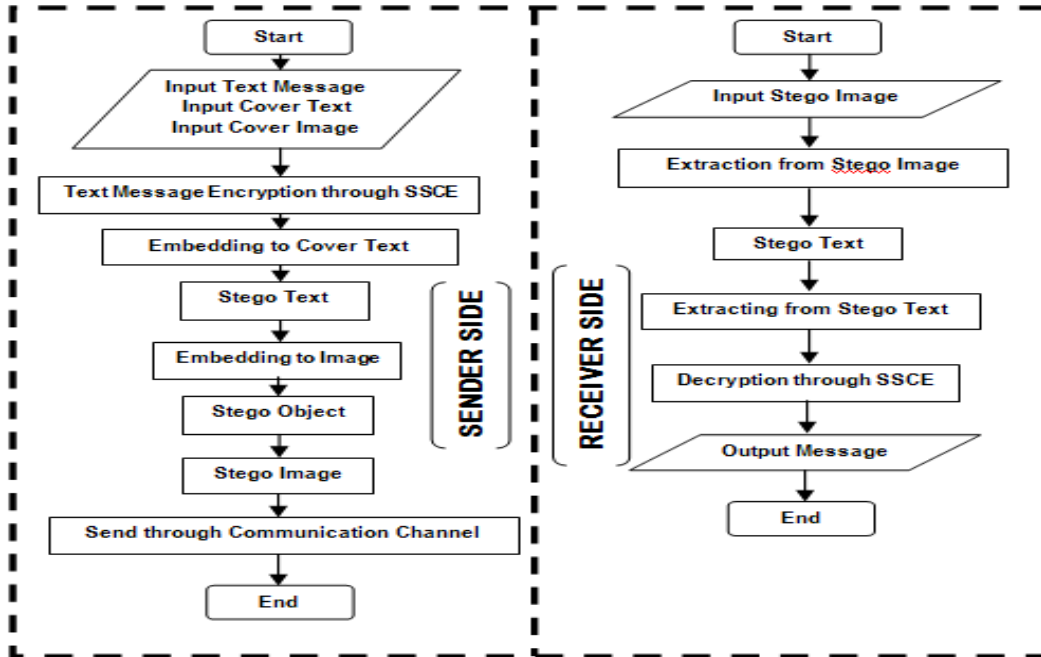 Start
Input Text Message
Input Cover Text
Input Cover Image
Text Message Encryption through SSCE
Embedding to Cover Text
Stego Text
Embedding to Image
Stego Object
Stego Image
Send through Communication Channel
End
SENDER SIDE
RECEIVER SIDE
Start
Input Stego Image
Extraction from Stego Image
Stego Text
Extracting from Stego Text
Decryption through SSCE
Output Message
End